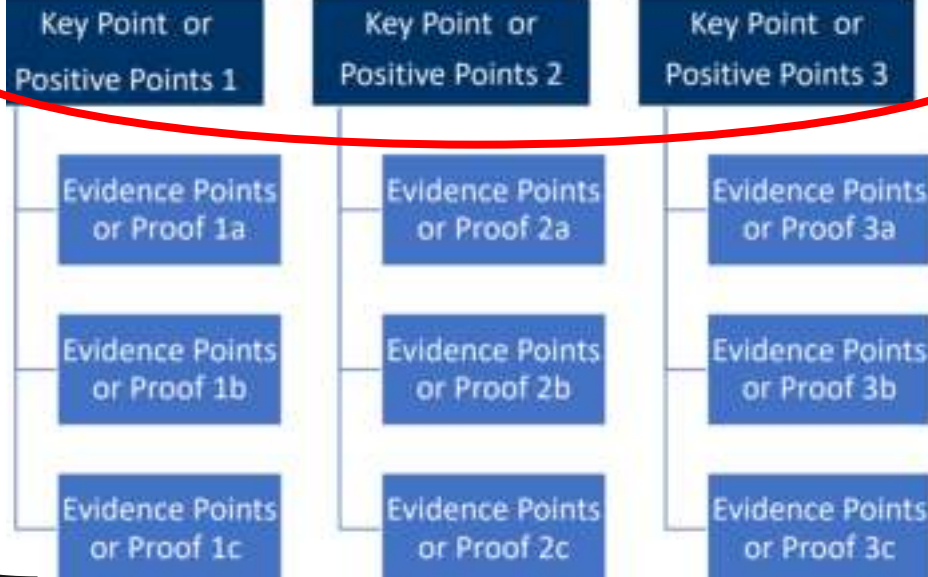 Key Point or
Positive Points 1
Key Point or
Positive Points 2
Key Point or
Positive Points 3
Evidence Points
or Proof 1a
Evidence Points
or Proof 2a
Evidence Points
or Proof 3a
Evidence Points
or Proof 1b
Evidence Points
or Proof 2b
Evidence Points
or Proof 3b
Evidence Points
or Proof 1c
Evidence Points
or Proof 2c
Evidence Points
or Proof 3c